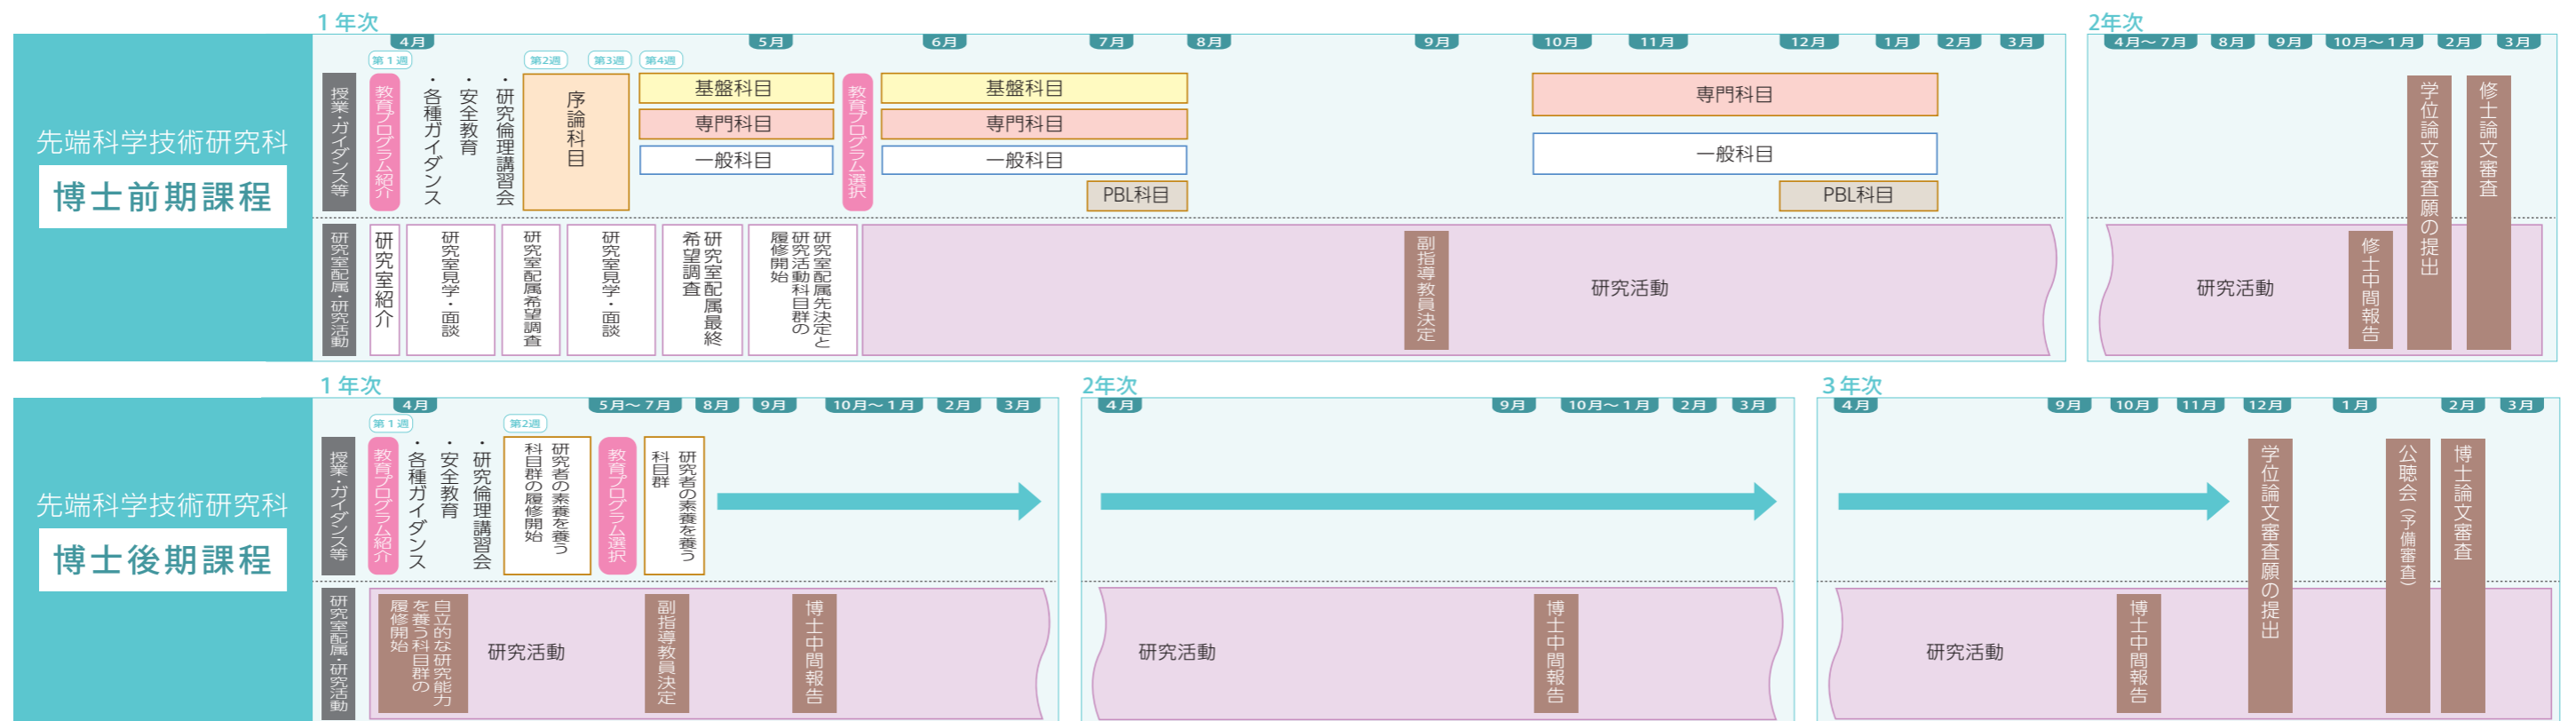 先端科学技術研究科
博士前期課程
1年次
4月
5月
6月
7月
8月
9月
10月
11月
12月
1月
2月
3月
第1週
第2週
第3週
第4週
授業・ガイダンス等
教育プログラム紹介
・各種ガイダンス
・安全教育
・研究倫理講習会
序論科目
基盤科目
専門科目
一般科目
教育プログラム選択
基盤科目
専門科目
一般科目
PBL科目
専門科目
一般科目
PBL科目
研究室配属・研究活動
研究室紹介
研究室見学・面談
研究室配属希望調査
研究室見学・面談
研究室配属最終
希望調査
研究室配属先決定と
研究活動科目群の
履修開始
副指導教員決定
研究活動
2年次
4月〜7月
8月
9月
10月〜1月
2月
3月
研究活動
修士中間報告
学位論文審査願の提出
修士論文審査
先端科学技術研究科
博士後期課程
1年次
4月
5月〜7月
8月
9月
10月〜1月
2月
3月
第1週
第2週
授業・ガイダンス等
教育プログラム紹介
・各種ガイダンス
・安全教育
・研究倫理講習会
研究者の素養を養う
科目群の履修開始
教育プログラム選択
研究者の素養を養う
科目群
研究室配属・研究活動
自立的な研究能力
を養う科目群の
履修開始
研究活動
副指導教員決定
博士中間報告
2年次
4月
9月
10月〜1月
2月
3月
研究活動
博士中間報告
3年次
4月
9月
10月
11月
12月
1月
2月
3月
研究活動
博士中間報告
学位論文審査願の提出
公聴会(予備審査)
博士論文審査